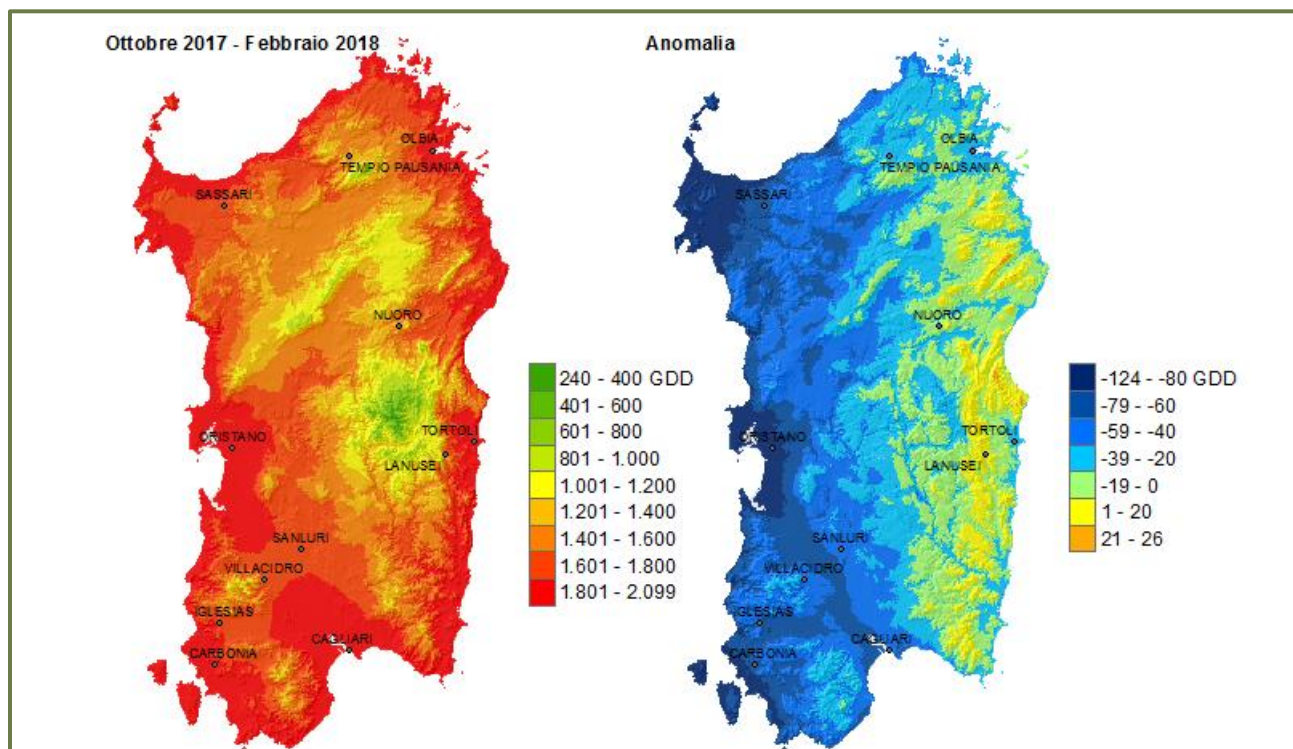 Ottobre 2017 - Febbraio 2018
OLBIA
TEMPIO PAUSANIA
SASSARI
NUORO
ORISTANO
TORTOLI
LANUSEI
SANLURI
VILLACIDRO
IGLESIAS
CAGLIARI
CARBONIA
240 - 400 GDD
401 - 600
601 - 800
801 - 1.000
1.001 - 1.200
1.201 - 1.400
1.401 - 1.600
1.601 - 1.800
1.801 - 2.099
Anomalia
OLBIA
TEMPIO PAUSANIA
SASSARI
NUORO
ORISTANO
TORTOLI
LANUSEI
SANLURI
VILLACIDRO
IGLESIAS
CAGLIARI
CARBONIA
-124 - -80 GDD
-79 - -60
-59 - -40
-39 - -20
-19 - 0
1 - 20
21 - 26